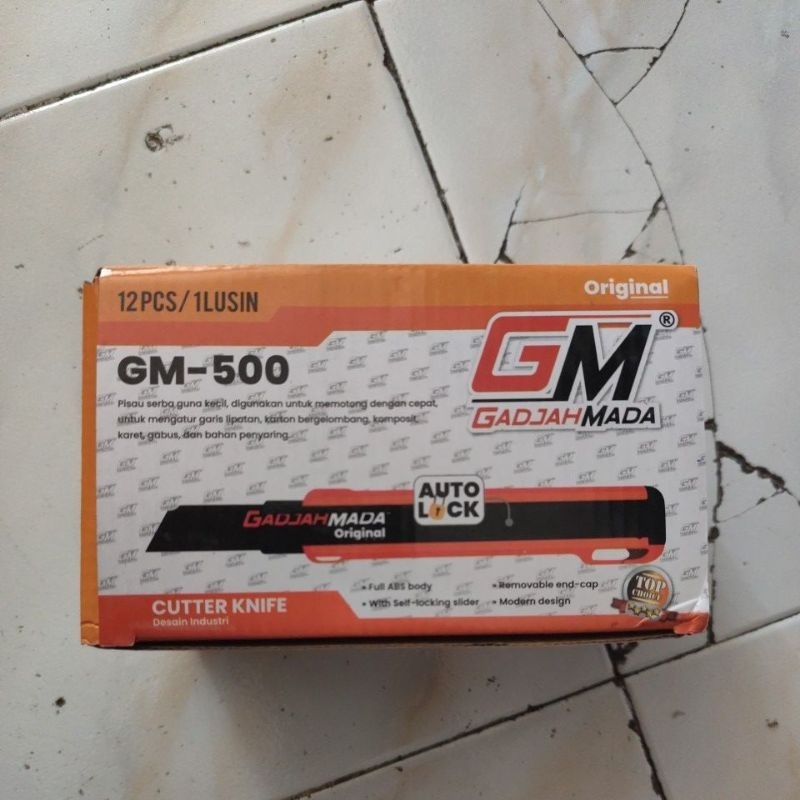 12PCS/1LUSIN
Original
GM-500
GM®
GADJAHMADA
Pisau serba guna kecil, digunakan untuk memotong dengan cepat,
untuk mengatur garis lipatan, karton bergelombang, komposit,
karet, gabus, dan bahan penyaring.
AUTO
LOCK
GADJAHMADA
Original
• Full ABS body
• Removable end-cap
• With Self-locking slider
• Modern design
TOP
CHOICE
CUTTER KNIFE
Desain Industri